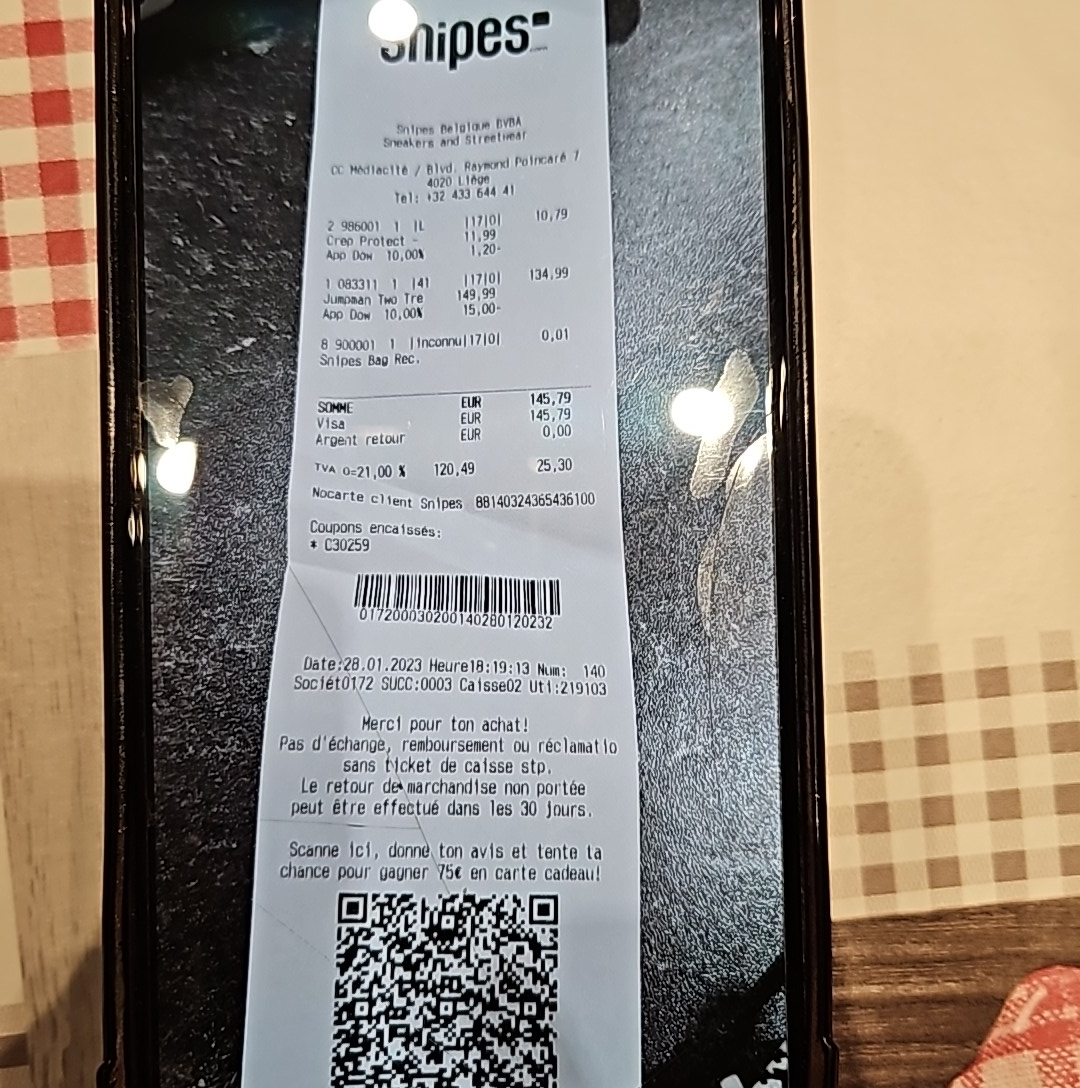 Snipes
Snipes Belgique BVBA
Sneakers and Streetwear
CC Médiacité / Blvd. Raymond Poincaré 7
4020 Liège
Tel: +32 433 644 41
2 986001 1 |L |17|0| 10,79
Crep Protect - 11,99
App Dow 10,00% 1,20-
1 083311 1 |41 |17|0| 134,99
Jumpman Two Tre 149,99
App Dow 10,00% 15,00-
8 900001 1 |inconnu|17|0| 0,01
Snipes Bag Rec.
SOMME EUR 145,79
Visa EUR 145,79
Argent retour EUR 0,00
TVA 0=21,00 % 120,49 25,30
Nocarte client Snipes 88140324365436100
Coupons encaissés:
* C30259
017200030200140280120232
Date:28.01.2023 Heure18:19:13 Num: 140
Ociét0172 SUCC:0003 Caisse02 Uti:219103
Merci pour ton achat!
Pas d'échange, remboursement ou réclamatio
sans ticket de caisse stp.
Le retour de marchandise non portée
peut être effectué dans les 30 jours.
Scanne ici, donne ton avis et tente ta
chance pour gagner 75€ en carte cadeau!